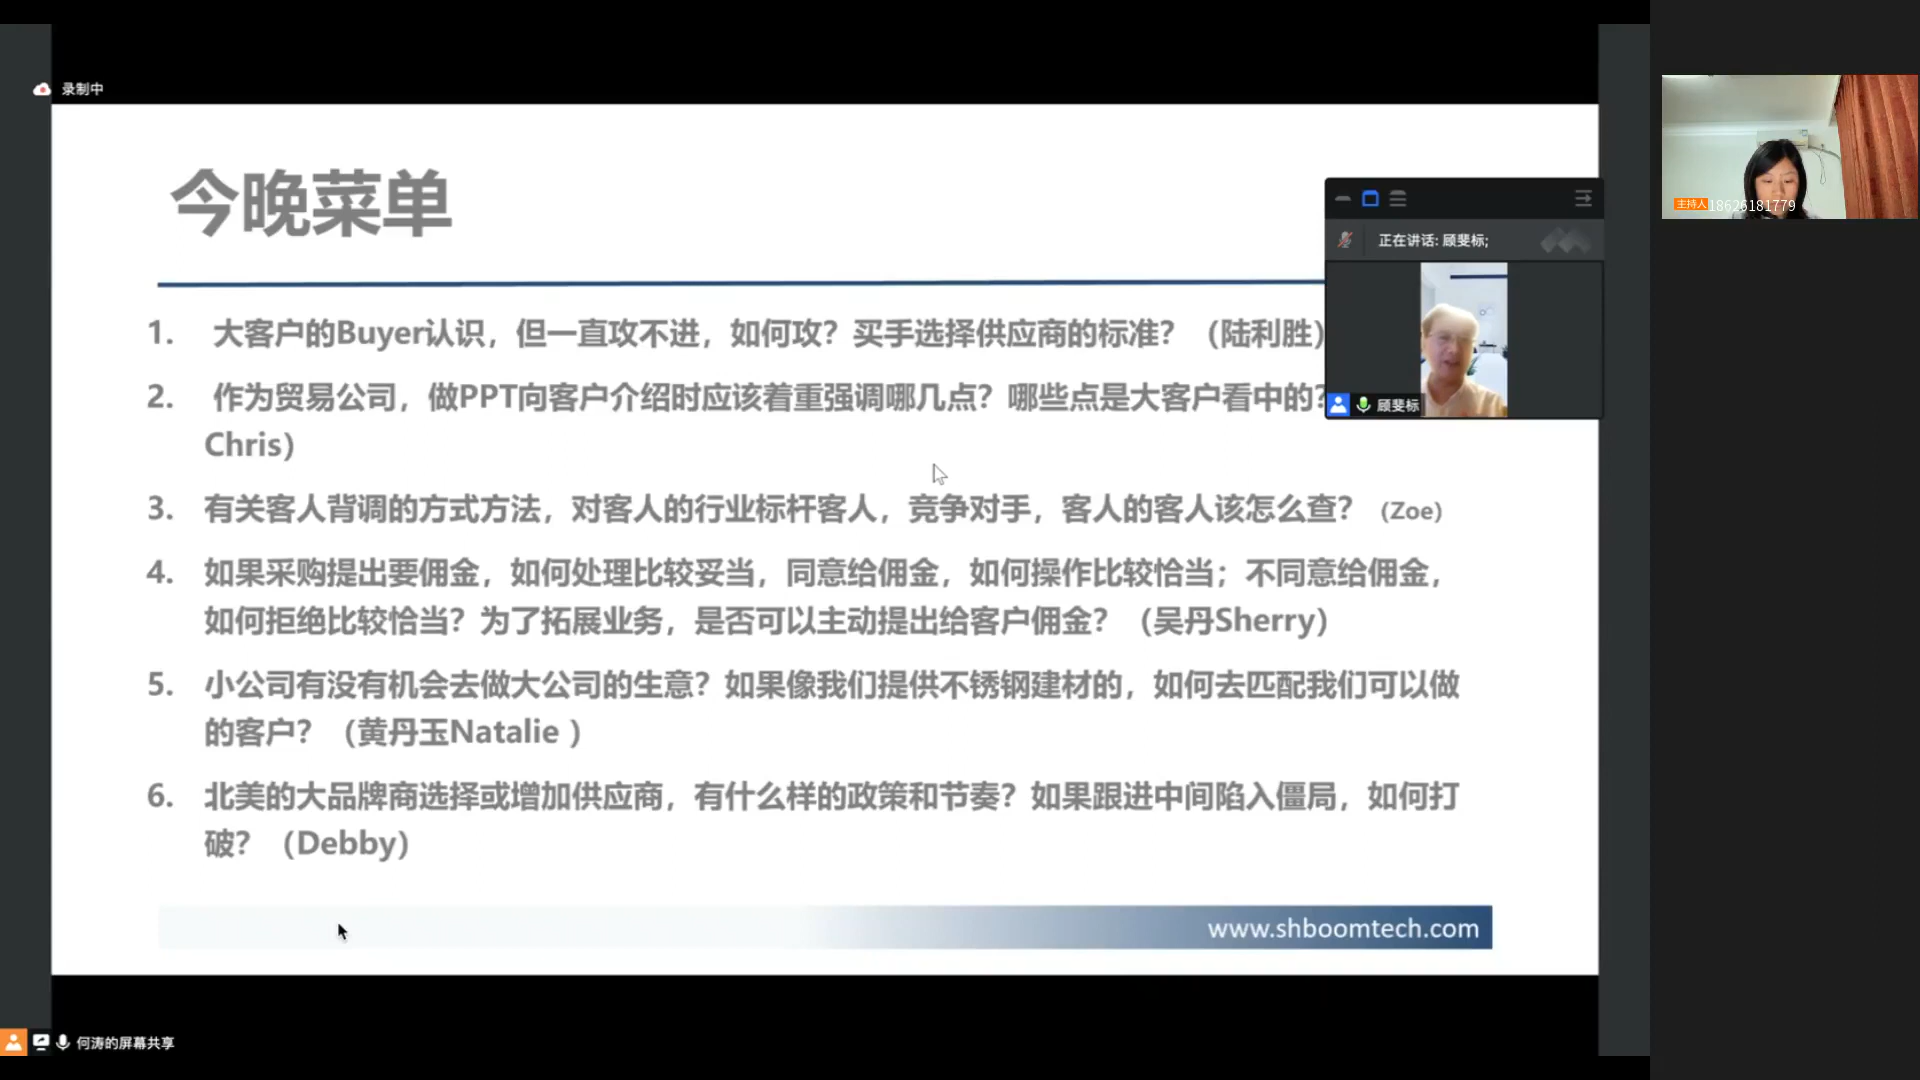 录制中
今晚菜单
正在讲话: 顾斐标;
顾斐标
主持人 18626181779
1. 大客户的Buyer认识，但一直攻不进，如何攻？买手选择供应商的标准？（陆利胜）
2. 作为贸易公司，做PPT向客户介绍时应该着重强调哪几点？哪些点是大客户看中的？
Chris）
3. 有关客人背调的方式方法，对客人的行业标杆客人，竞争对手，客人的客人该怎么查？（Zoe）
4. 如果采购提出要佣金，如何处理比较妥当，同意给佣金，如何操作比较恰当；不同意给佣金，
如何拒绝比较恰当？为了拓展业务，是否可以主动提出给客户佣金？（吴丹Sherry）
5. 小公司有没有机会去做大公司的生意？如果像我们提供不锈钢建材的，如何去匹配我们可以做
的客户？（黄丹玉Natalie ）
6. 北美的大品牌商选择或增加供应商，有什么样的政策和节奏？如果跟进中间陷入僵局，如何打
破？（Debby）
www.shboomtech.com
何涛的屏幕共享